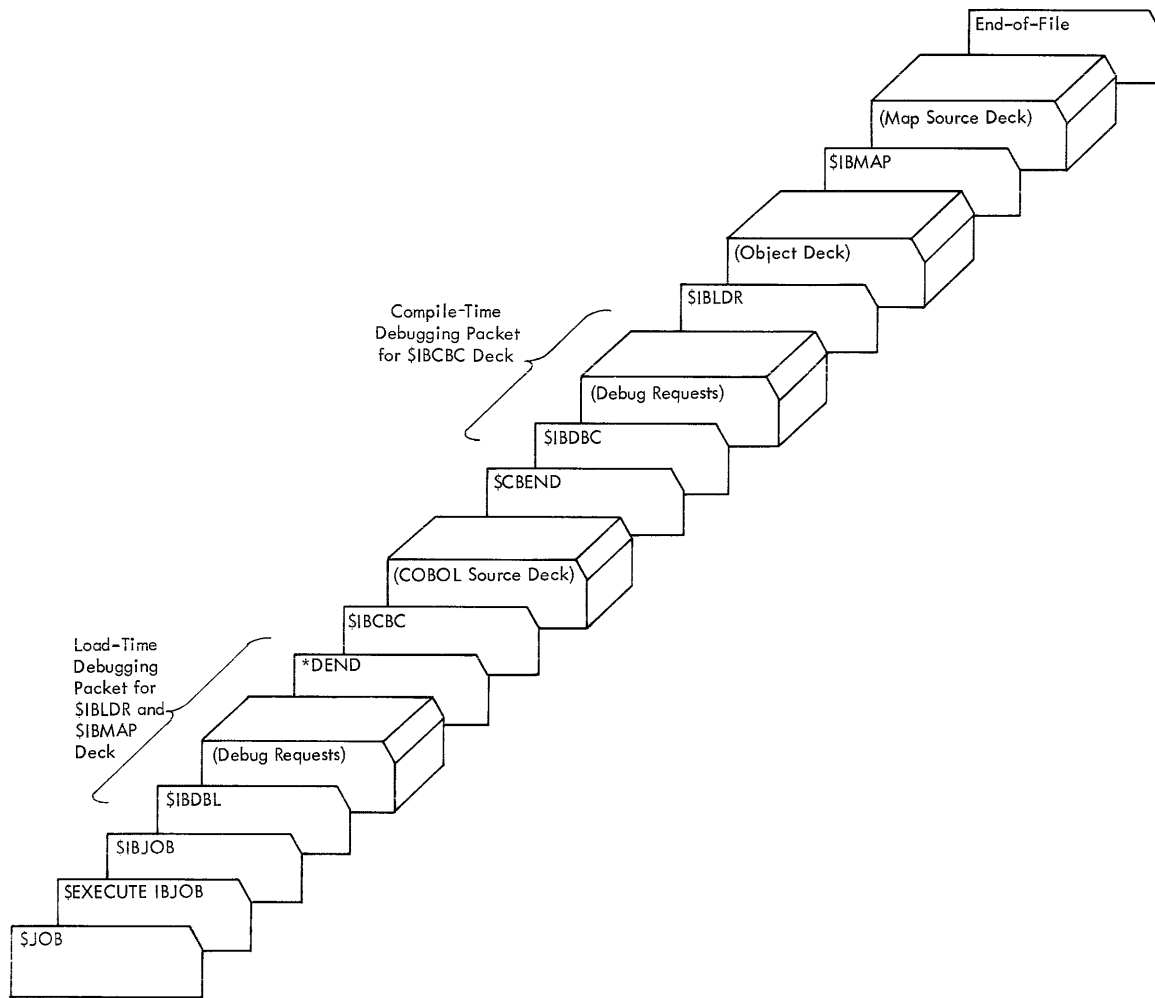 End-of-File
(Map Source Deck)
$IBMAP
(Object Deck)
$IBLDR
Compile-Time
Debugging Packet
for $IBCBC Deck
(Debug Requests)
$IBDBC
$CBEND
(COBOL Source Deck)
$IBCBC
Load-Time
Debugging
Packet for
$IBLDR and
$IBMAP
Deck
*DEND
(Debug Requests)
$IBDBL
$IBJOB
$EXECUTE IBJOB
$JOB